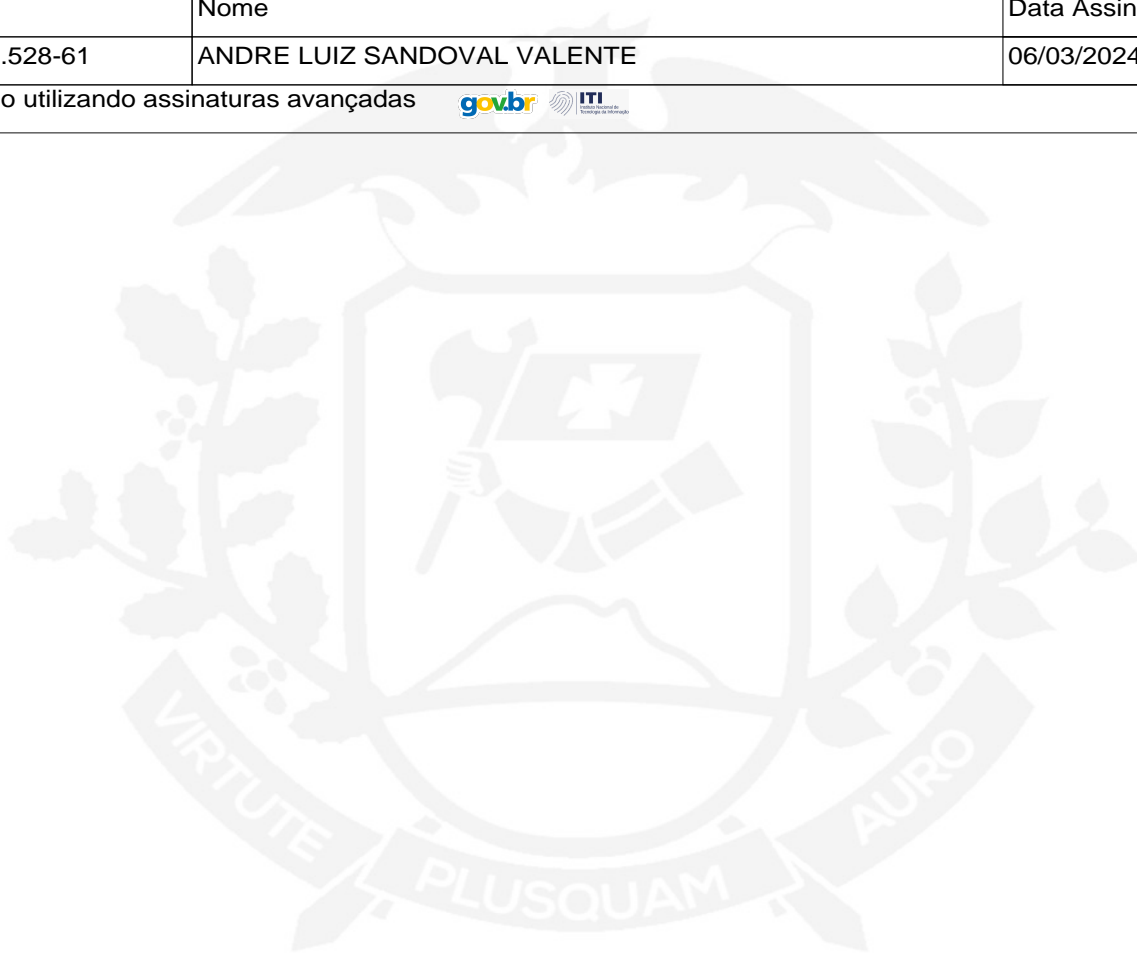 Nome Data Assin
.528-61 ANDRE LUIZ SANDOVAL VALENTE 06/03/2024
o utilizando assinaturas avançadas gov.br ITI
VIRTUTE PLUSQUAM AURO